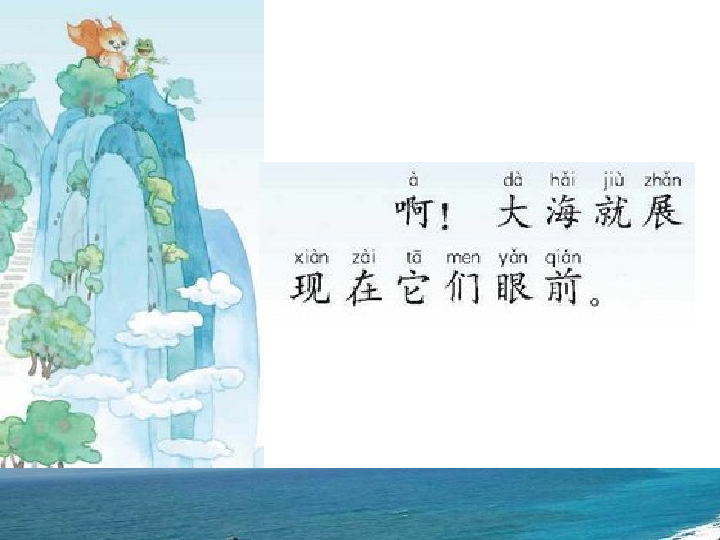 à dà hǎi jiù zhǎn
啊！大海就展
xiàn zài tā men yǎn qián
现在它们眼前。